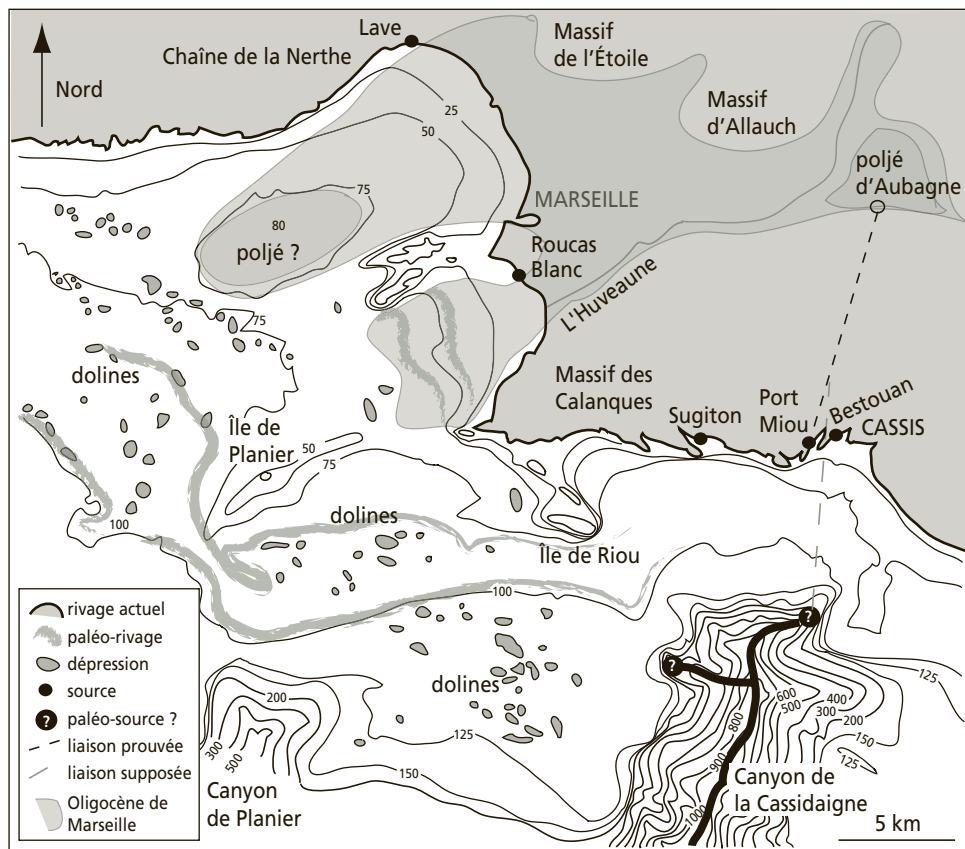 Lave
Chaîne de la Nerthe
Massif
de l'Étoile
Nord
Massif
d'Allauch
25
50
poljé
d'Aubagne
75
MARSEILLE
80
poljé ?
Roucas
Blanc
L'Huveaune
75
dolines
Massif des
Calanques
Port
Miou
Bestouan
Sugiton
CASSIS
Île de
Planier
50
75
dolines
100
Île de Riou
100
rivage actuel
paléo-rivage
dépression
source
? paléo-source ?
liaison prouvée
liaison supposée
Oligocène de
Marseille
?
?
dolines
125
200
300
500
125
150
600
500
400
300
200
150
125
800
900
1000
Canyon
de Planier
Canyon de
la Cassidaigne
5 km